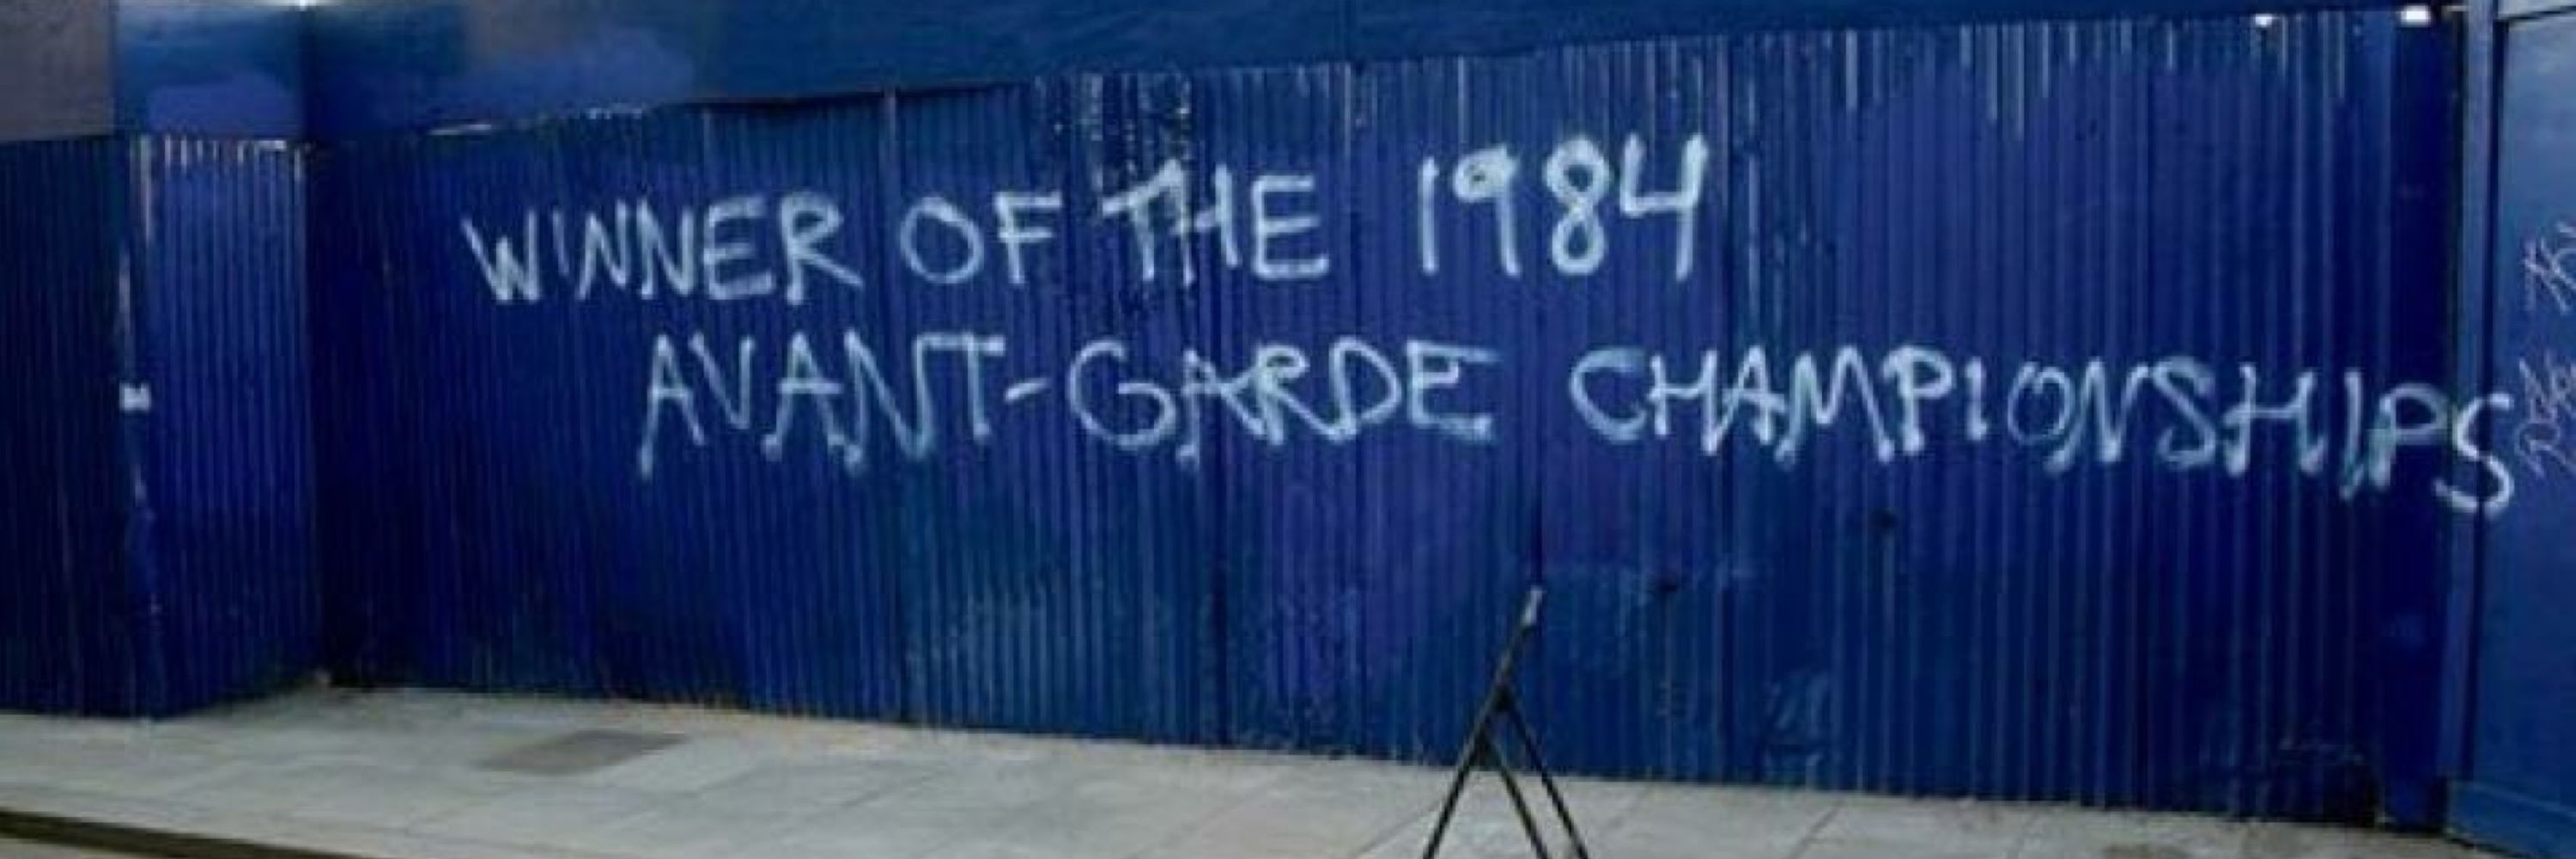 WINNER OF THE 1984
AVANT-GARDE CHAMPIONSHIPS